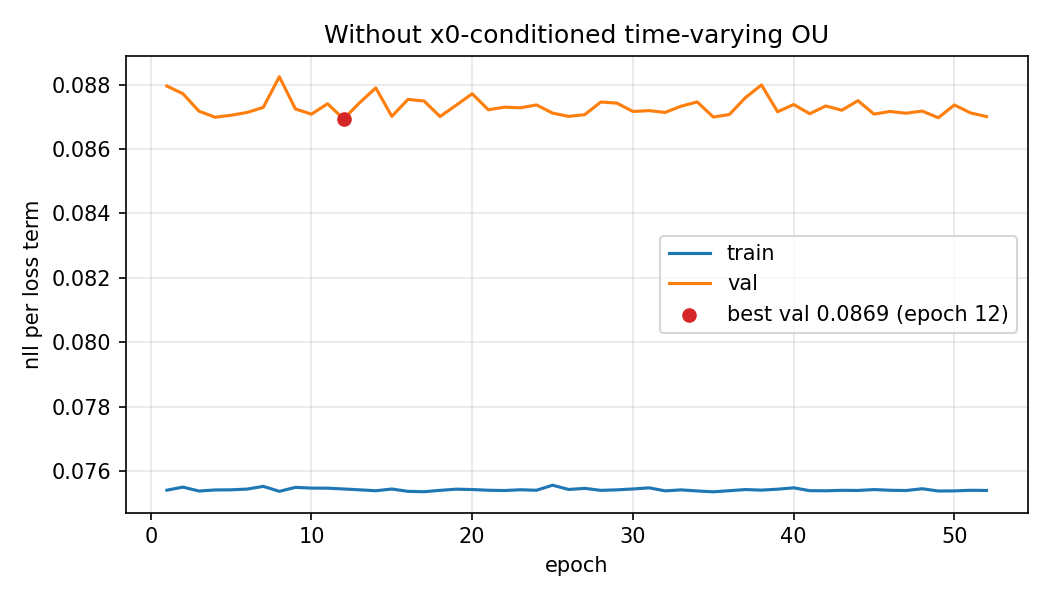 Without x0-conditioned time-varying OU
nll per loss term
0.088
0.086
0.084
0.082
0.080
0.078
0.076
train
val
best val 0.0869 (epoch 12)
0
10
20
30
40
50
epoch